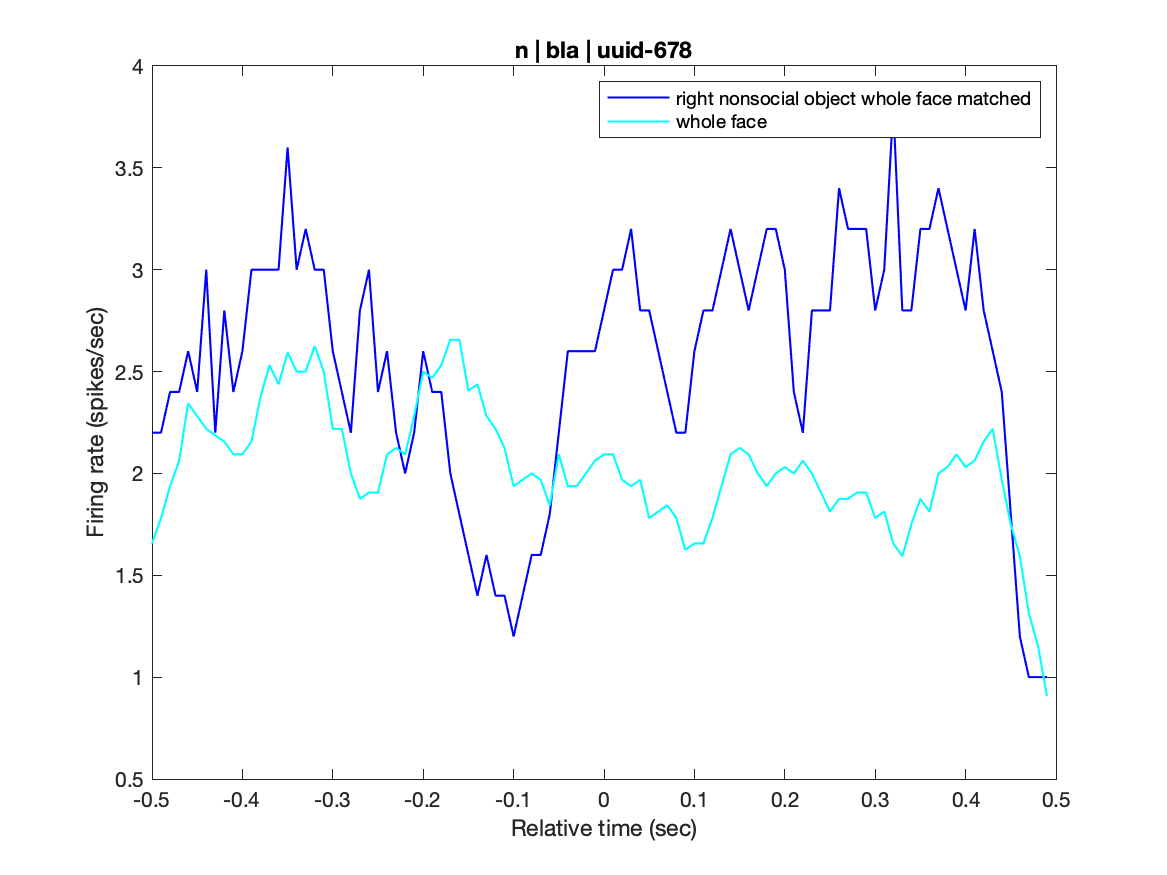 n | bla | uuid-678
right nonsocial object whole face matched
whole face
Firing rate (spikes/sec)
4
3.5
3
2.5
2
1.5
1
0.5
-0.5 -0.4 -0.3 -0.2 -0.1 0 0.1 0.2 0.3 0.4 0.5
Relative time (sec)